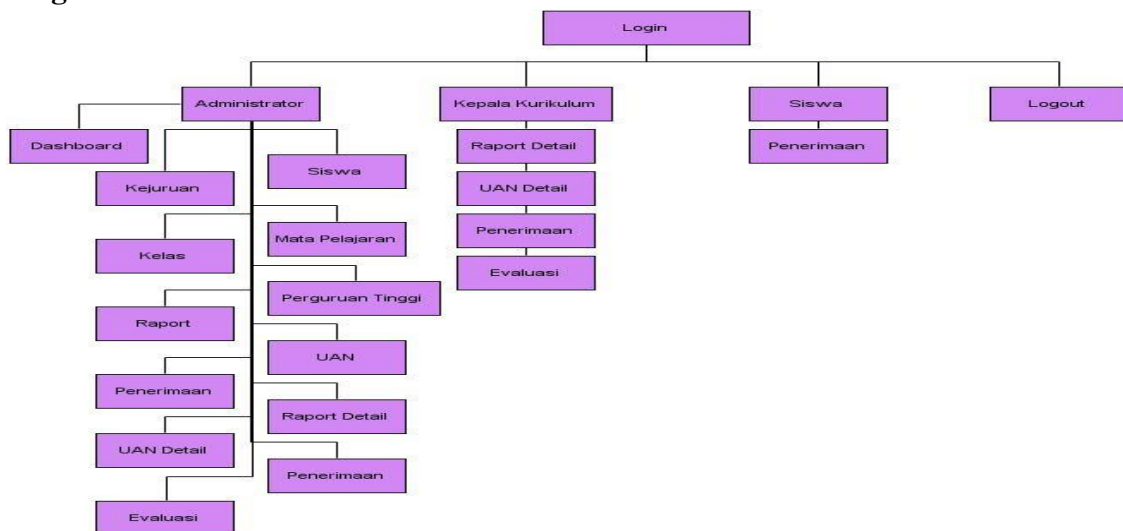 Login
Administrator
Kepala Kurikulum
Siswa
Logout
Dashboard
Kejuruan
Siswa
Kelas
Mata Pelajaran
Raport
Perguruan Tinggi
Penerimaan
UAN
UAN Detail
Raport Detail
Evaluasi
Penerimaan
Raport Detail
UAN Detail
Penerimaan
Evaluasi
Penerimaan